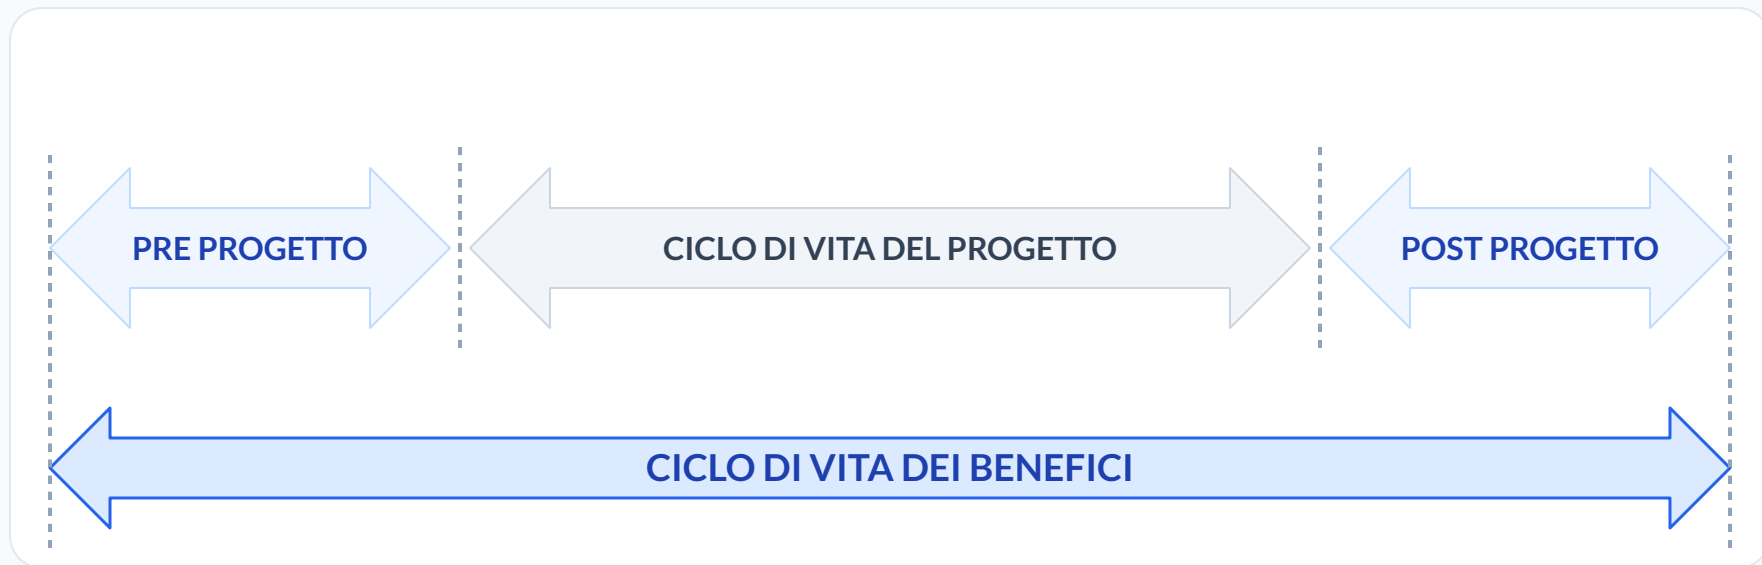 PRE PROGETTO
CICLO DI VITA DEL PROGETTO
POST PROGETTO
CICLO DI VITA DEI BENEFICI